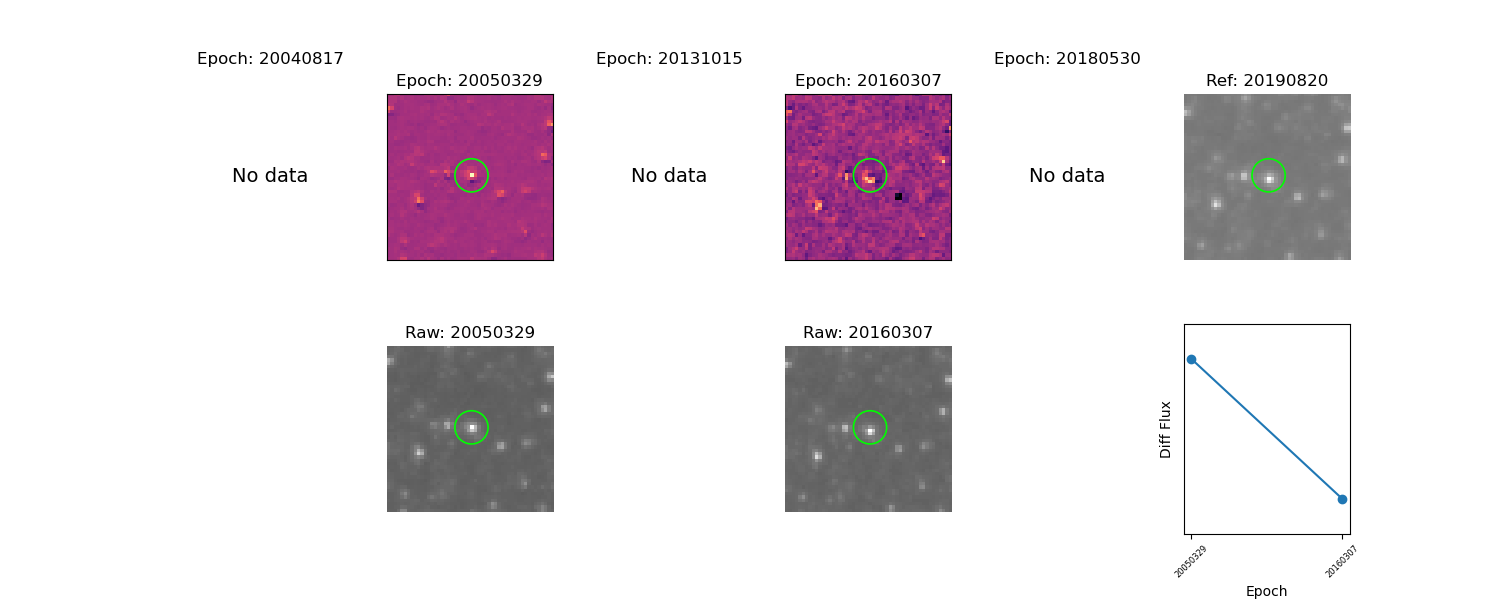 Epoch: 20040817
Epoch: 20050329
Epoch: 20131015
Epoch: 20160307
Epoch: 20180530
Ref: 20190820
No data
No data
No data
Raw: 20050329
Raw: 20160307
Diff Flux
20050329
20160307
Epoch